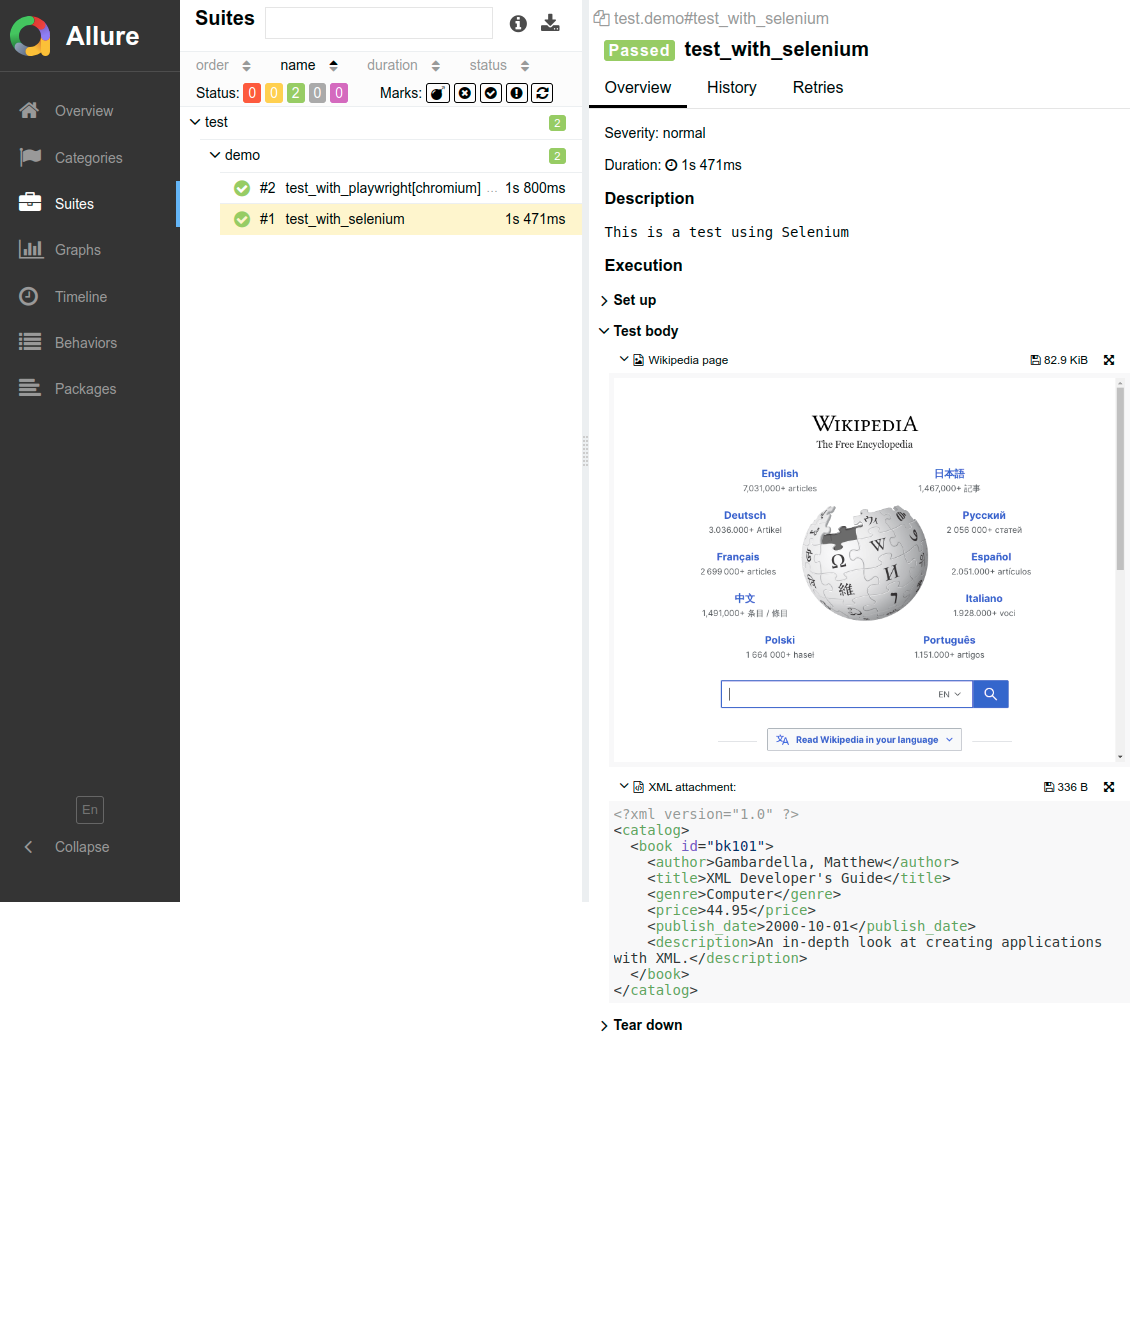 Allure
Overview
Categories
Suites
Graphs
Timeline
Behaviors
Packages
En
Collapse
Suites
order name duration status
Status: 0 0 2 0 0 Marks:
test 2
demo 2
#2 test_with_playwright[chromium] ... 1s 800ms
#1 test_with_selenium 1s 471ms
test.demo#test_with_selenium
Passed test_with_selenium
Overview History Retries
Severity: normal
Duration: 1s 471ms
Description
This is a test using Selenium
Execution
Set up
Test body
Wikipedia page 82.9 KiB
WIKIPEDIA
The Free Encyclopedia
English 日本語
7,031,000+ articles 1,467,000+ 記事
Deutsch Русский
3.036.000+ Artikel 2 056 000+ статей
Français Español
2 699 000+ articles 2.051.000+ artículos
中文 Italiano
1,491,000+ 条目 / 條目 1.928.000+ voci
Polski Português
1 664 000+ haseł 1.151.000+ artigos
EN
Read Wikipedia in your language
XML attachment: 336 B
<?xml version="1.0" ?>
<catalog>
  <book id="bk101">
    <author>Gambardella, Matthew</author>
    <title>XML Developer's Guide</title>
    <genre>Computer</genre>
    <price>44.95</price>
    <publish_date>2000-10-01</publish_date>
    <description>An in-depth look at creating applications
with XML.</description>
  </book>
</catalog>
Tear down